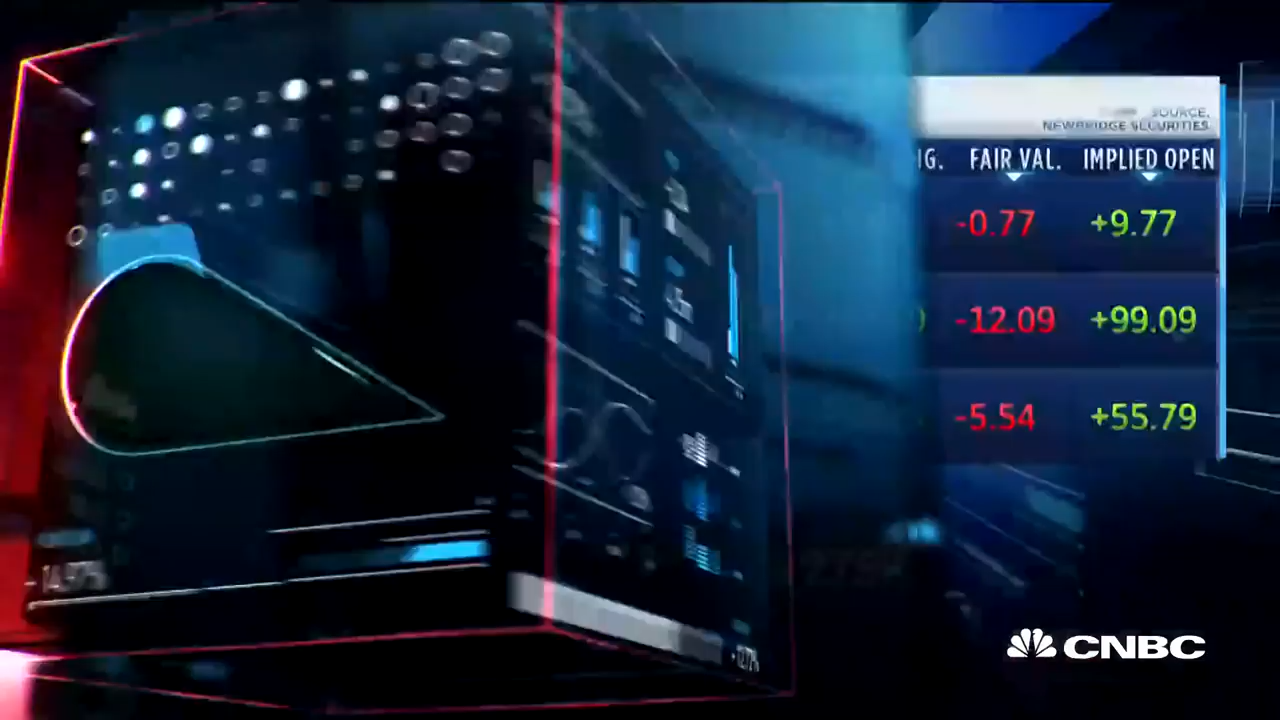 SOURCE,
NEWBRIDGE SECURITIES
IG. FAIR VAL. IMPLIED OPEN
-0.77 +9.77
-12.09 +99.09
-5.54 +55.79
CNBC